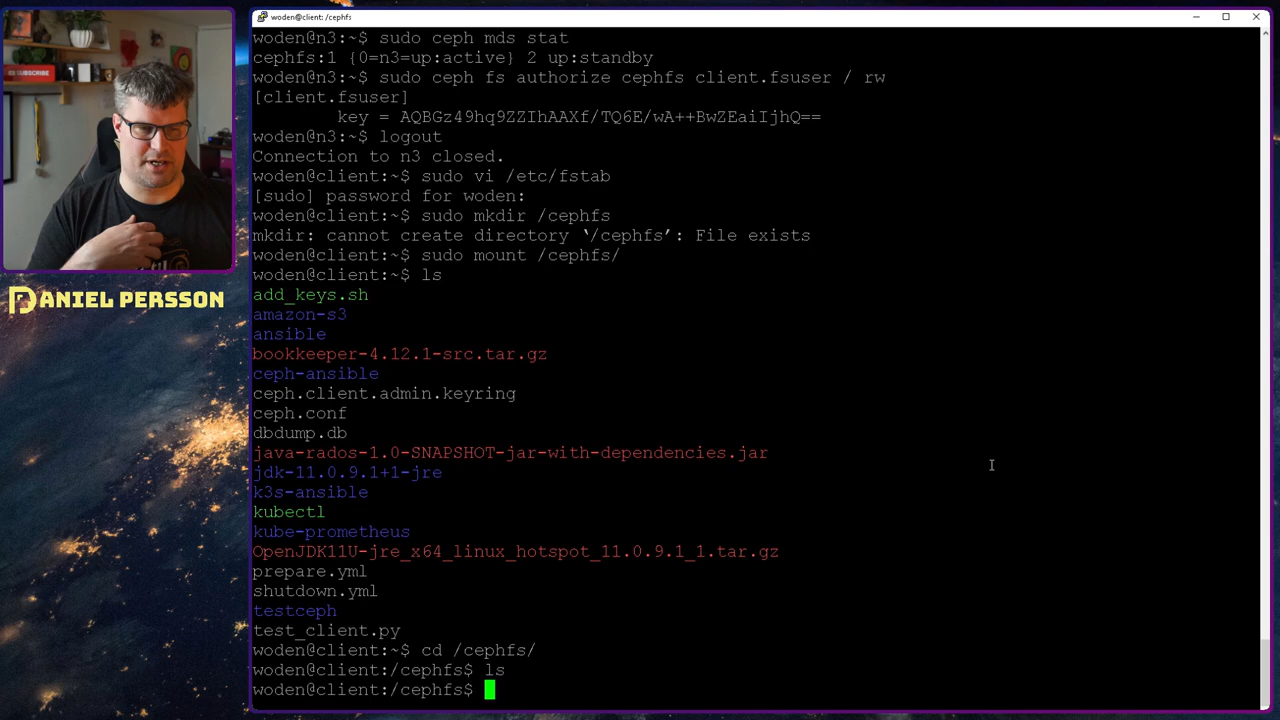 woden@client: /cephfs
woden@n3:~$ sudo ceph mds stat
cephfs:1 {0=n3=up:active} 2 up:standby
woden@n3:~$ sudo ceph fs authorize cephfs client.fsuser / rw
[client.fsuser]
key = AQBGz49hq9ZZIhAAXf/TQ6E/wA++BwZEaiIjhQ==
woden@n3:~$ logout
Connection to n3 closed.
woden@client:~$ sudo vi /etc/fstab
[sudo] password for woden:
woden@client:~$ sudo mkdir /cephfs
mkdir: cannot create directory ‘/cephfs’: File exists
woden@client:~$ sudo mount /cephfs/
woden@client:~$ ls
add_keys.sh
amazon-s3
ansible
bookkeeper-4.12.1-src.tar.gz
ceph-ansible
ceph.client.admin.keyring
ceph.conf
dbdump.db
java-rados-1.0-SNAPSHOT-jar-with-dependencies.jar
jdk-11.0.9.1+1-jre
k3s-ansible
kubectl
kube-prometheus
OpenJDK11U-jre_x64_linux_hotspot_11.0.9.1_1.tar.gz
prepare.yml
shutdown.yml
testceph
test_client.py
woden@client:~$ cd /cephfs/
woden@client:/cephfs$ ls
woden@client:/cephfs$
SUBSCRIBE
DANIEL PERSSON